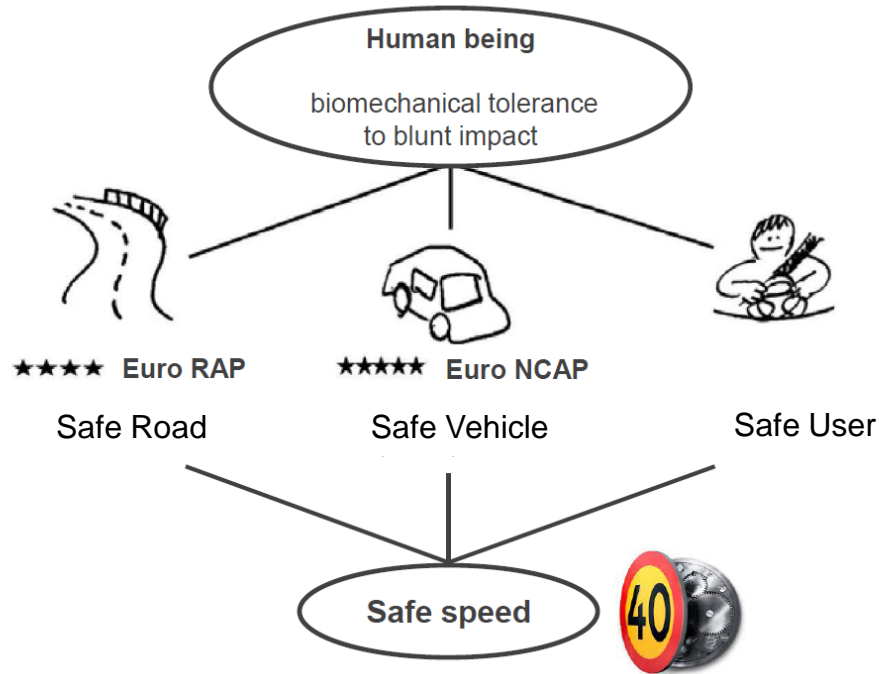 Human being
biomechanical tolerance
to blunt impact
★★★★ Euro RAP
★★★★★ Euro NCAP
Safe Road
Safe Vehicle
Safe User
Safe speed
40